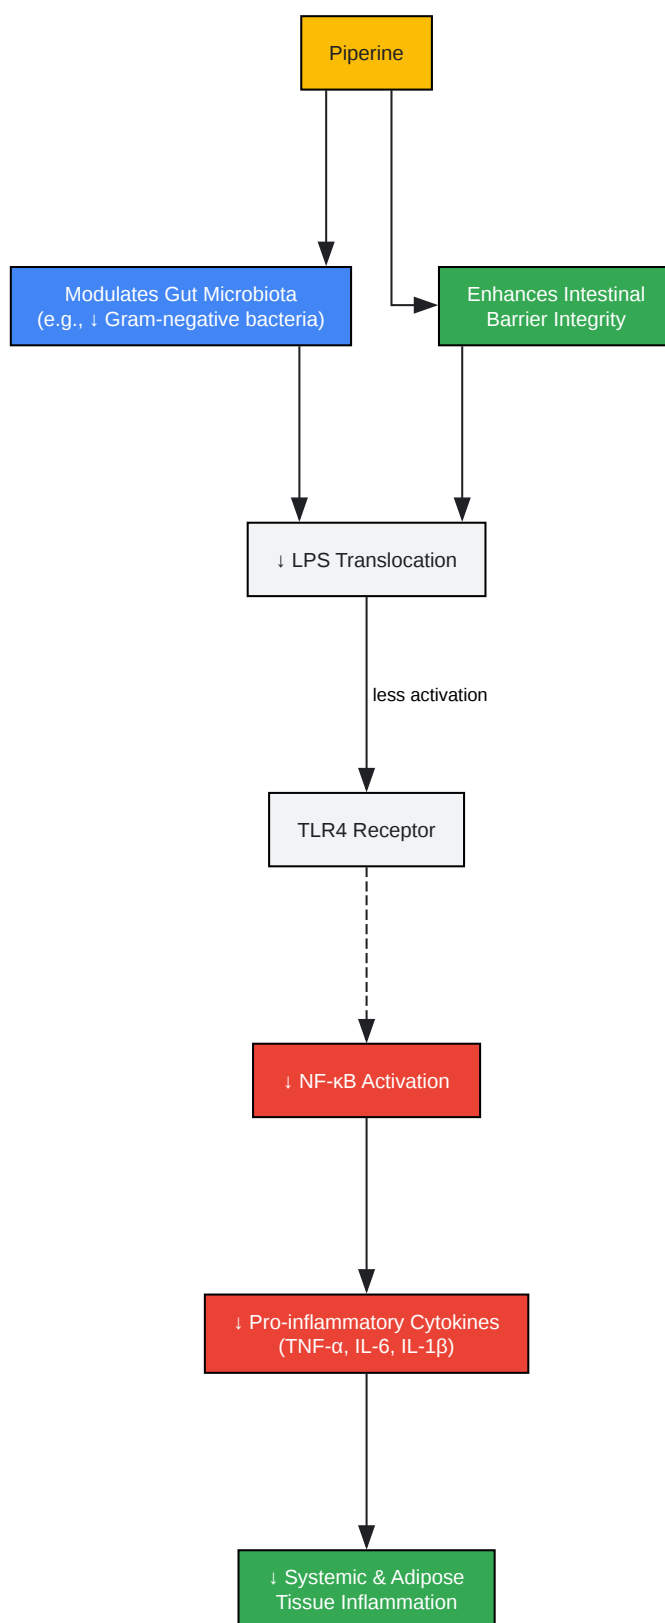 Piperine
Modulates Gut Microbiota
(e.g., ↓ Gram-negative bacteria)
Enhances Intestinal
Barrier Integrity
↓ LPS Translocation
less activation
TLR4 Receptor
↓ NF-κB Activation
↓ Pro-inflammatory Cytokines
(TNF-α, IL-6, IL-1β)
↓ Systemic & Adipose
Tissue Inflammation